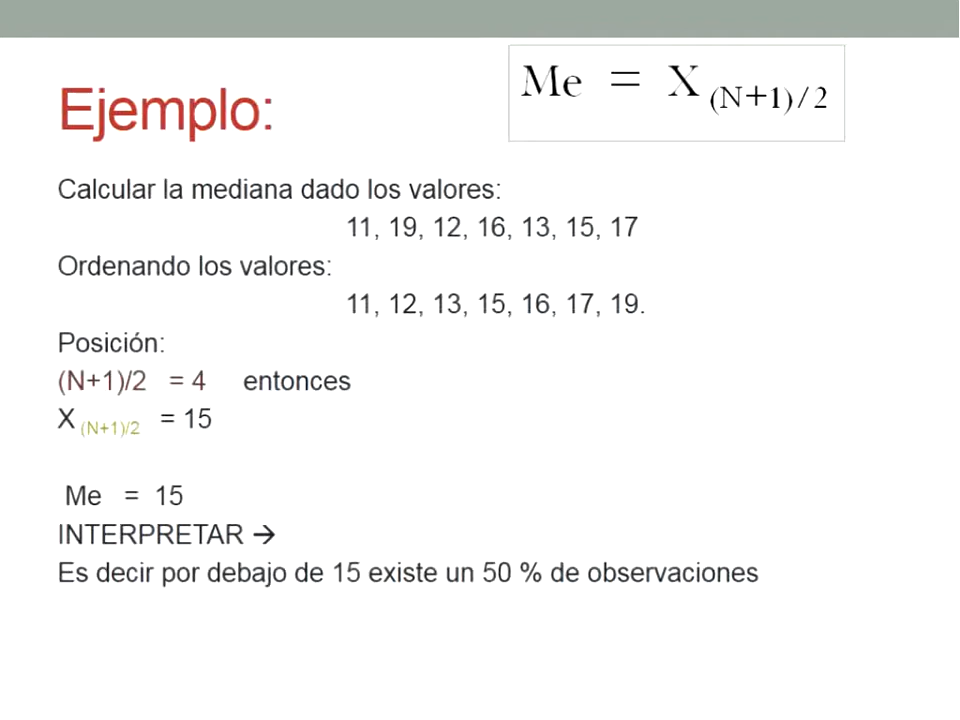 Me = X (N+1)/2
Ejemplo:
Calcular la mediana dado los valores:
11, 19, 12, 16, 13, 15, 17
Ordenando los valores:
11, 12, 13, 15, 16, 17, 19.
Posición:
(N+1)/2 = 4 entonces
X (N+1)/2 = 15
Me = 15
INTERPRETAR →
Es decir por debajo de 15 existe un 50 % de observaciones